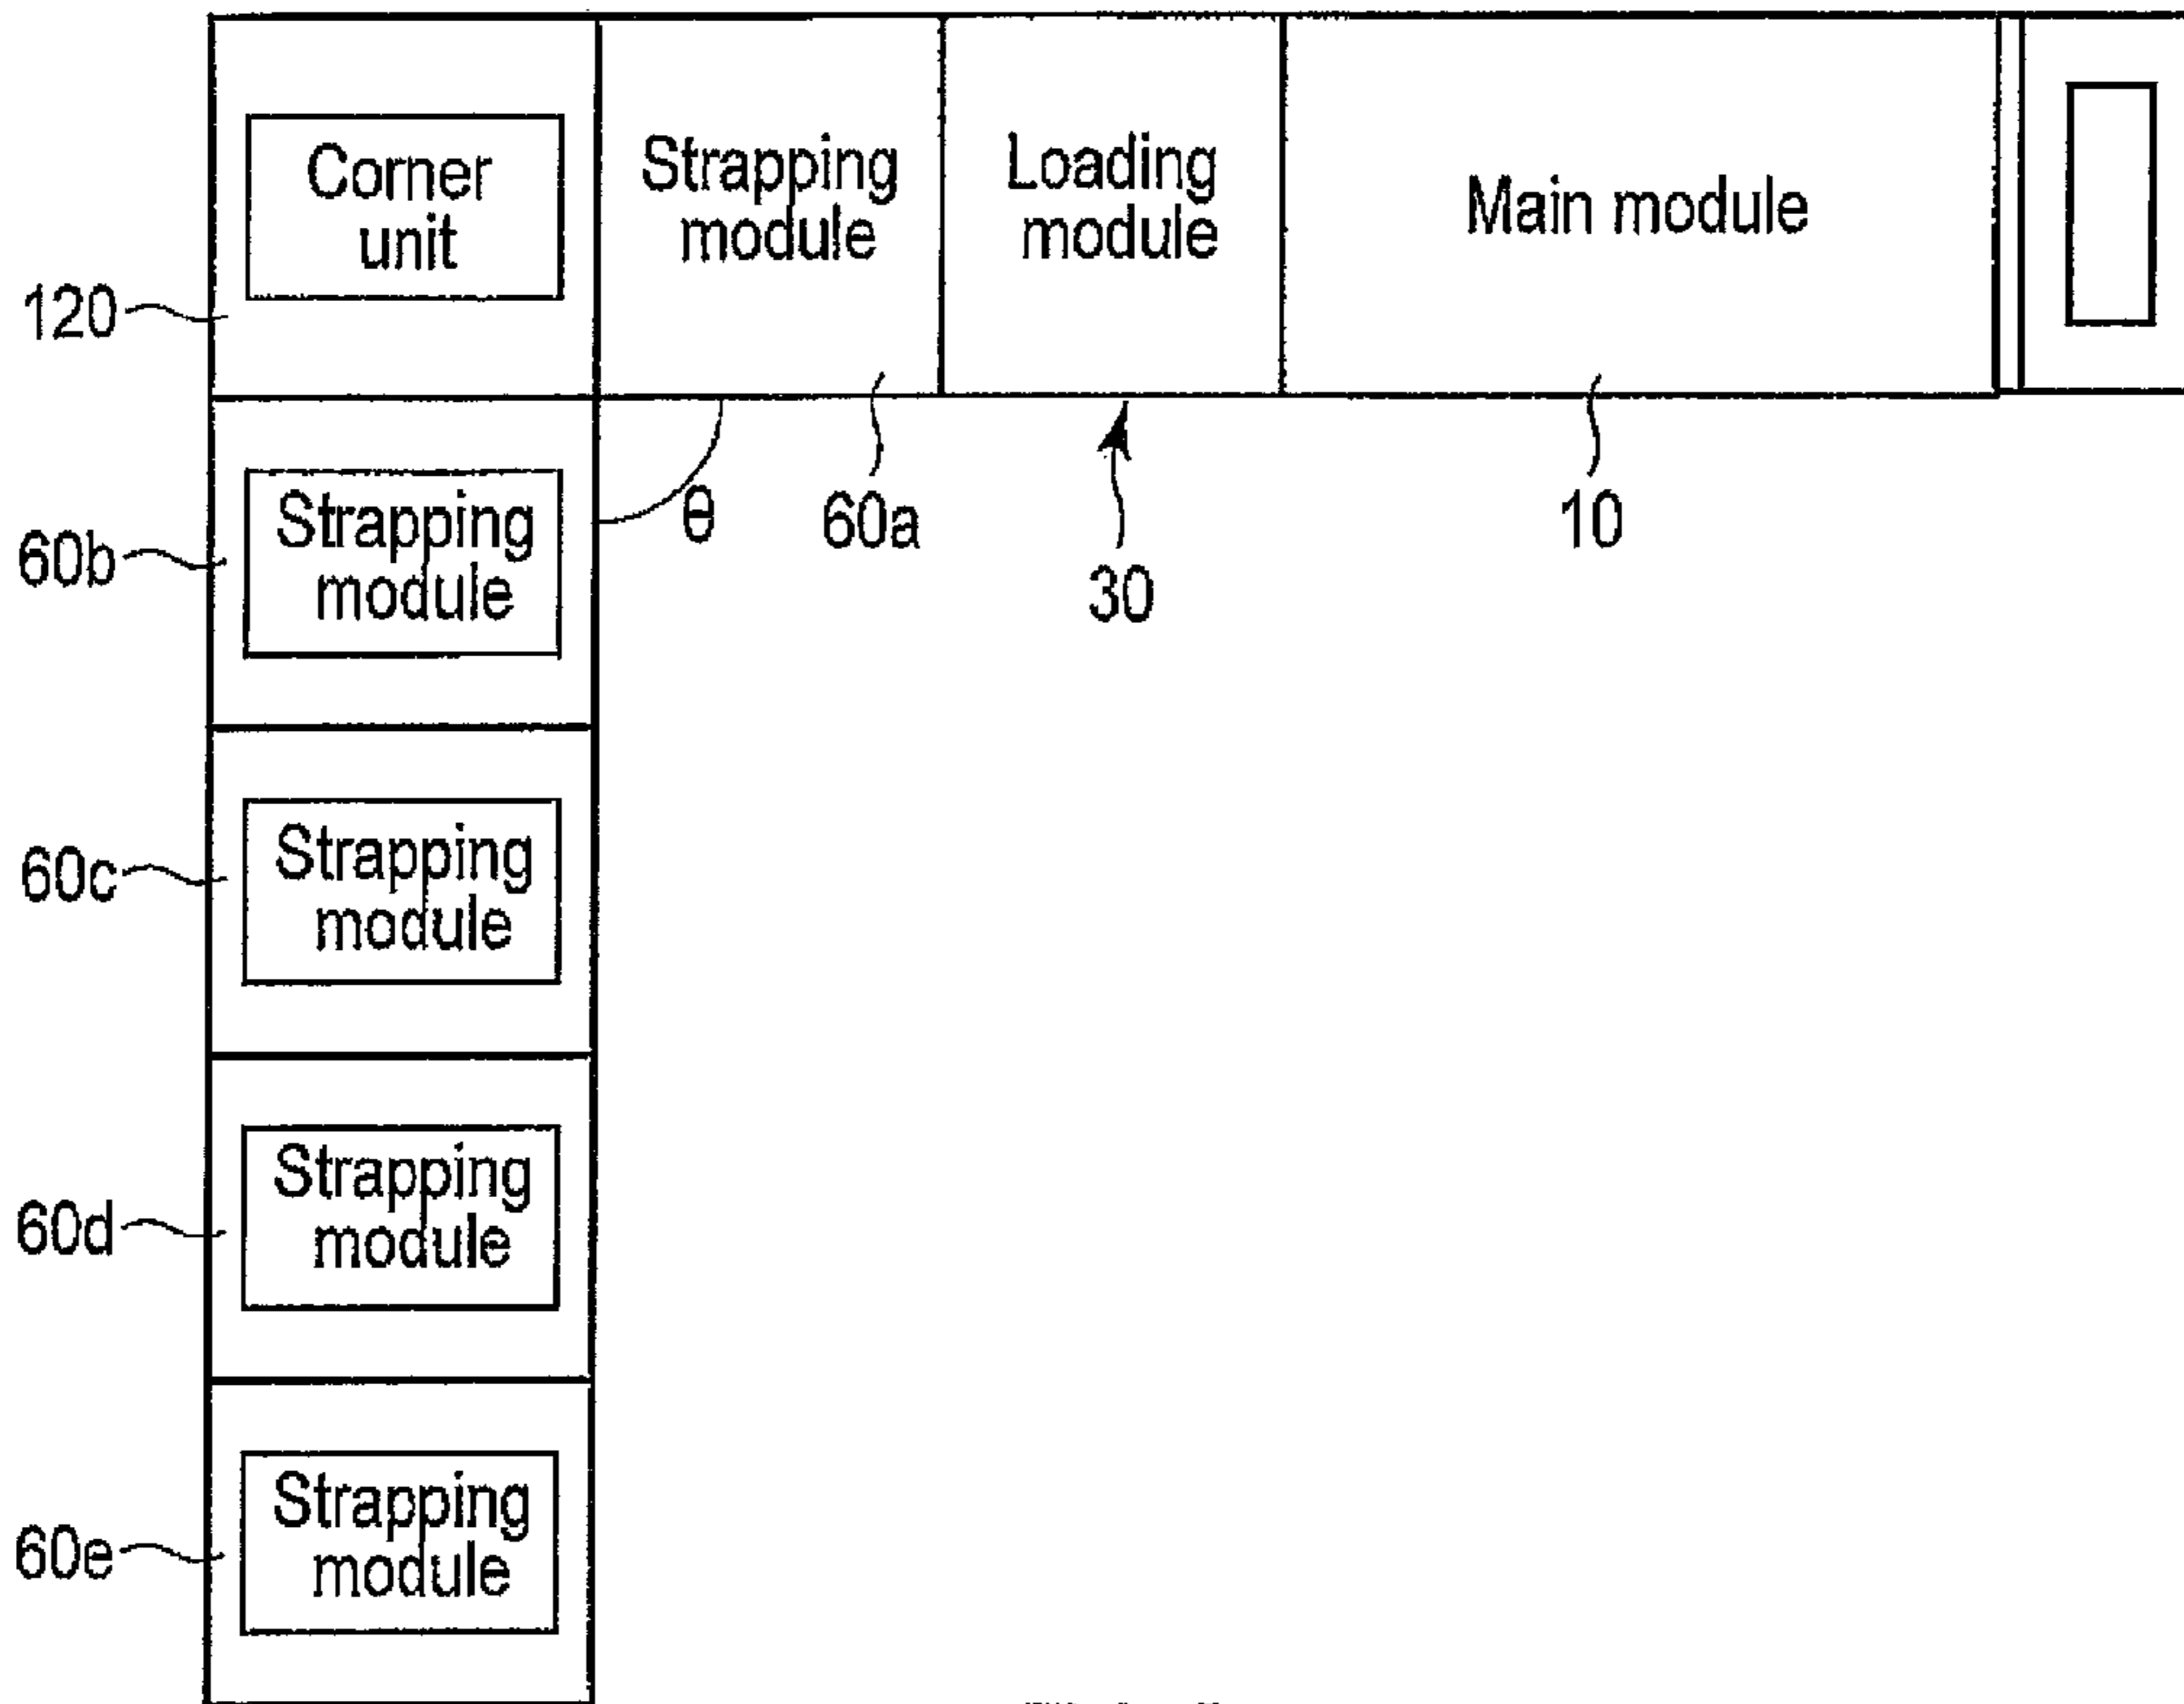 Corner
unit
Strapping
module
Loading
module
Main module
120
60b
Strapping
module
θ
60a
30
10
60c
Strapping
module
60d
Strapping
module
60e
Strapping
module